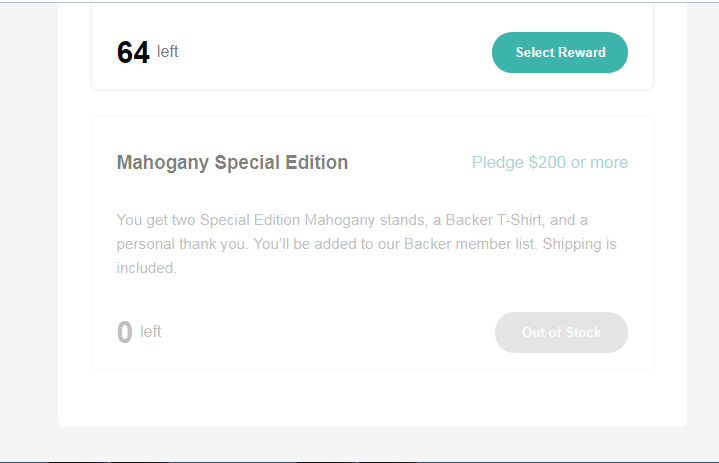 64 left
Select Reward
Mahogany Special Edition
Pledge $200 or more
You get two Special Edition Mahogany stands, a Backer T-Shirt, and a
personal thank you. You’ll be added to our Backer member list. Shipping is
included.
0 left
Out of Stock